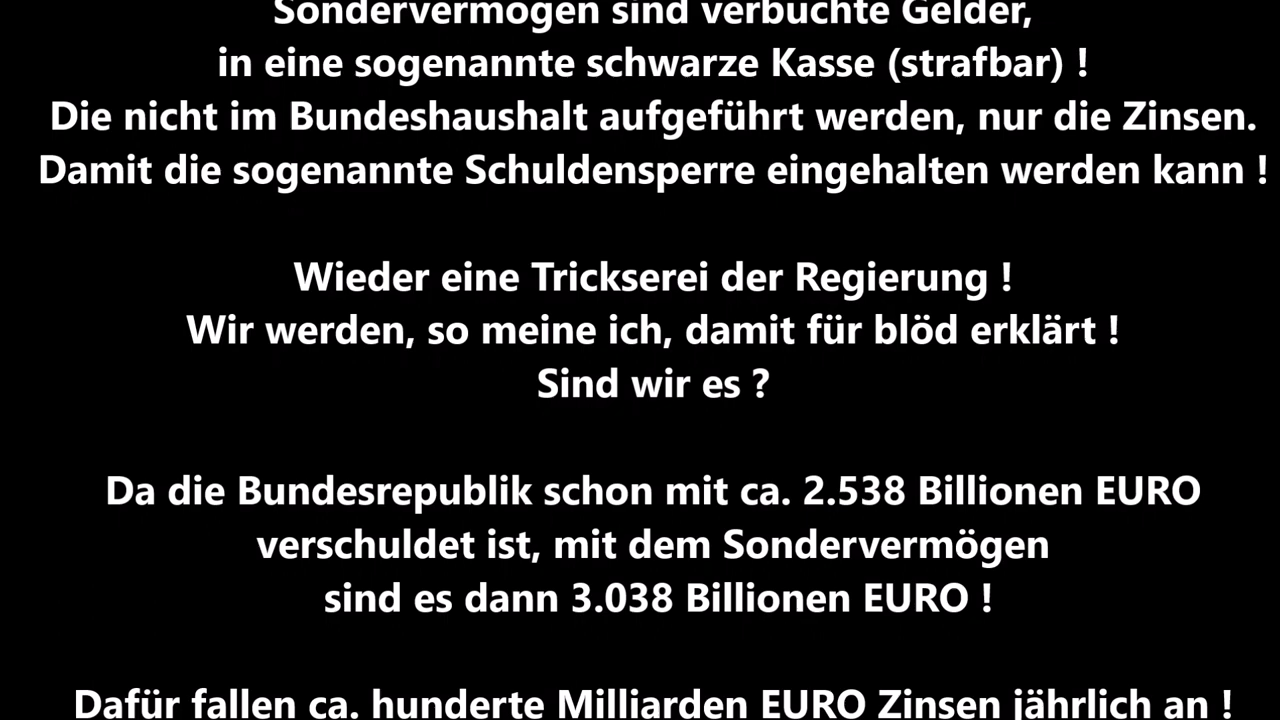 Sondervermögen sind verbuchte Gelder,
in eine sogenannte schwarze Kasse (strafbar) !
Die nicht im Bundeshaushalt aufgeführt werden, nur die Zinsen.
Damit die sogenannte Schuldensperre eingehalten werden kann !
Wieder eine Trickserei der Regierung !
Wir werden, so meine ich, damit für blöd erklärt !
Sind wir es ?
Da die Bundesrepublik schon mit ca. 2.538 Billionen EURO
verschuldet ist, mit dem Sondervermögen
sind es dann 3.038 Billionen EURO !
Dafür fallen ca. hunderte Milliarden EURO Zinsen jährlich an !